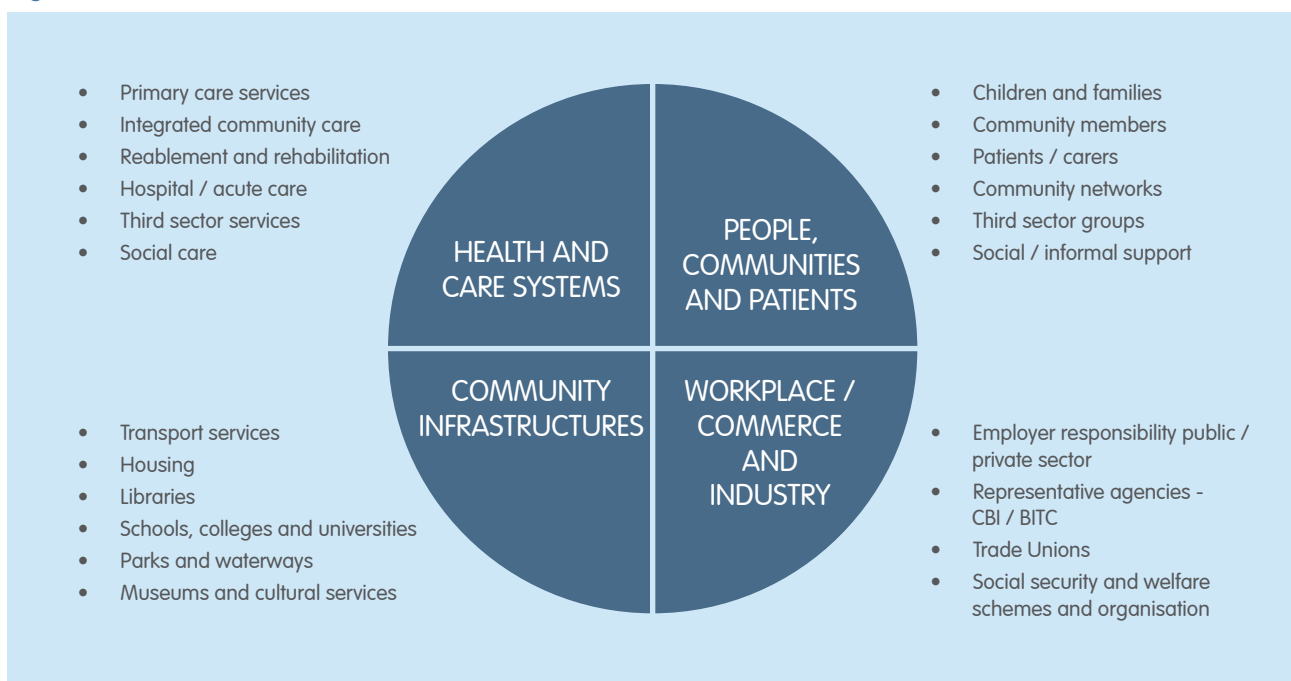 • Primary care services
• Integrated community care
• Reablement and rehabilitation
• Hospital / acute care
• Third sector services
• Social care
HEALTH AND
CARE SYSTEMS
PEOPLE,
COMMUNITIES
AND PATIENTS
• Children and families
• Community members
• Patients / carers
• Community networks
• Third sector groups
• Social / informal support
• Transport services
• Housing
• Libraries
• Schools, colleges and universities
• Parks and waterways
• Museums and cultural services
COMMUNITY
INFRASTRUCTURES
WORKPLACE /
COMMERCE
AND
INDUSTRY
• Employer responsibility public /
private sector
• Representative agencies -
CBI / BITC
• Trade Unions
• Social security and welfare
schemes and organisation